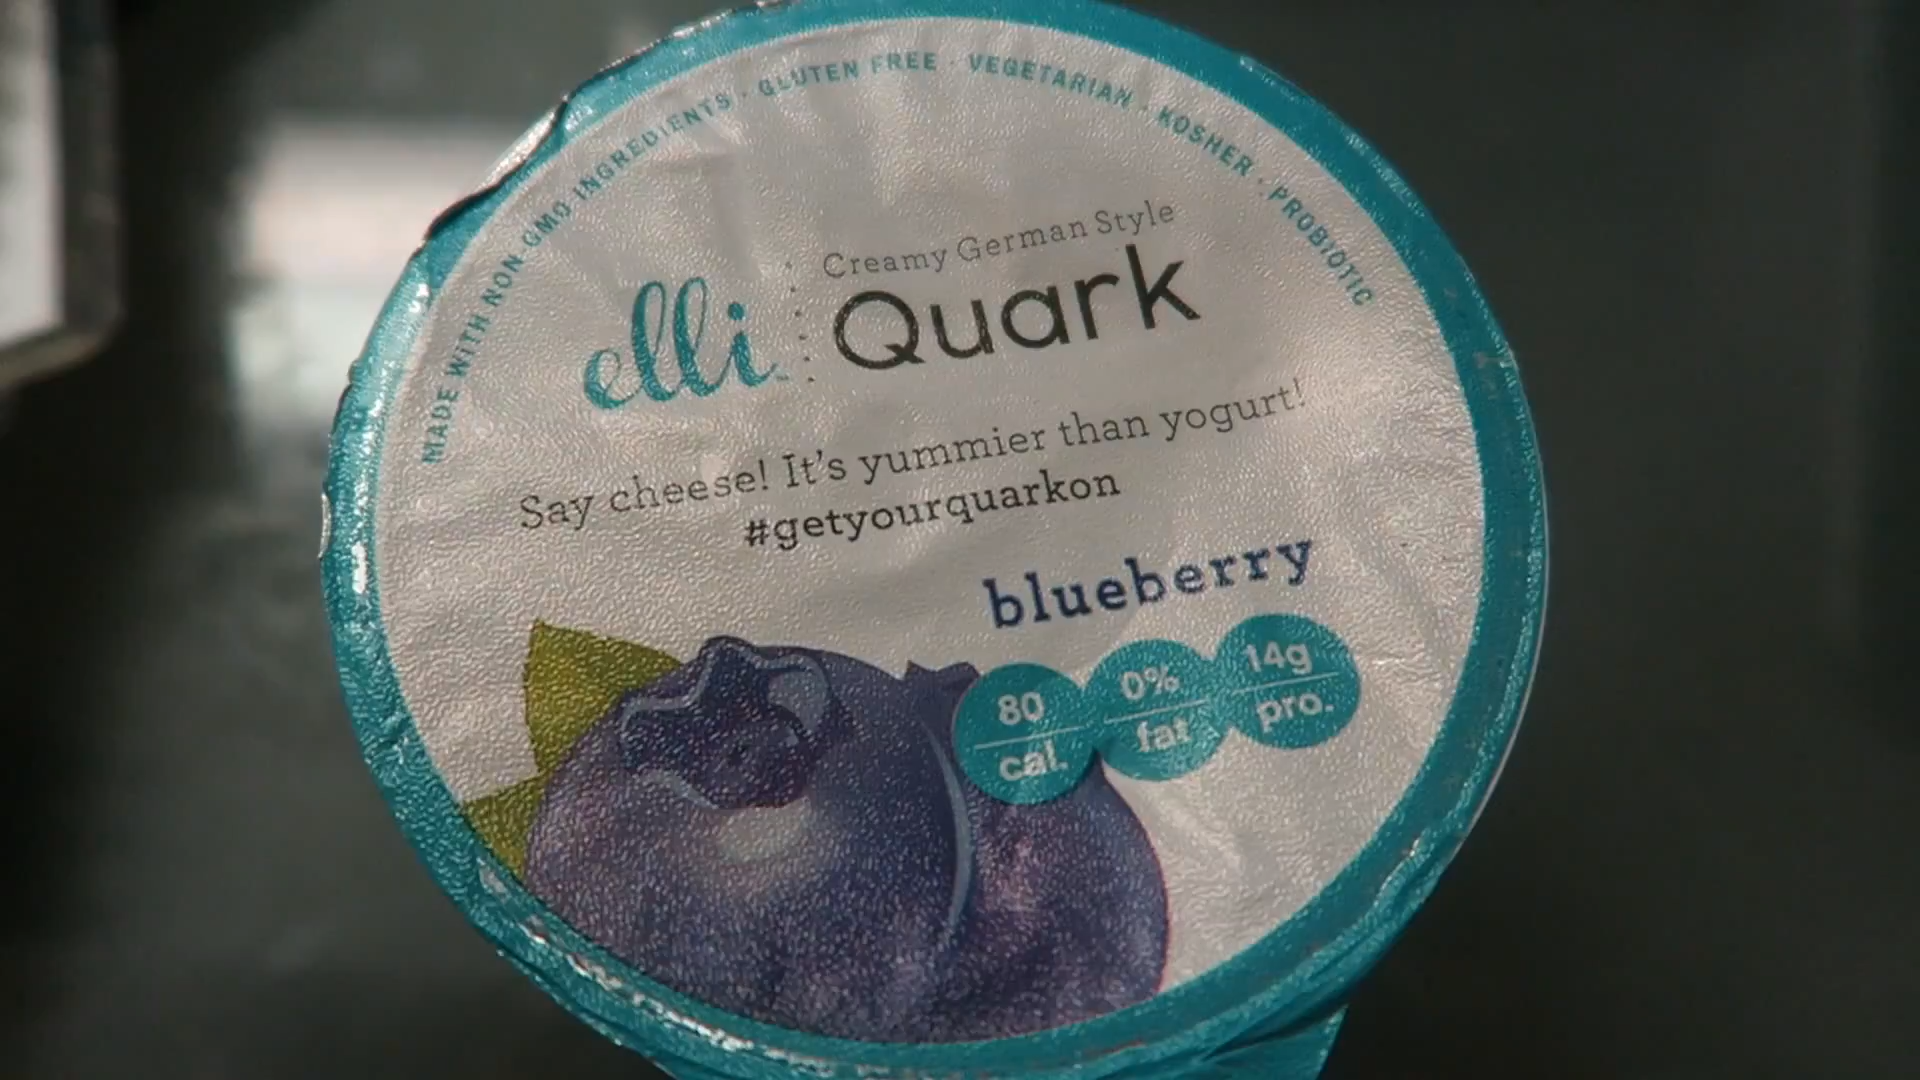 MADE WITH NON-GMO INGREDIENTS · GLUTEN FREE · VEGETARIAN · KOSHER · PROBIOTIC
Creamy German Style
elli Quark
Say cheese! It's yummier than yogurt!
#getyourquarkon
blueberry
80 cal.
0% fat
14g pro.